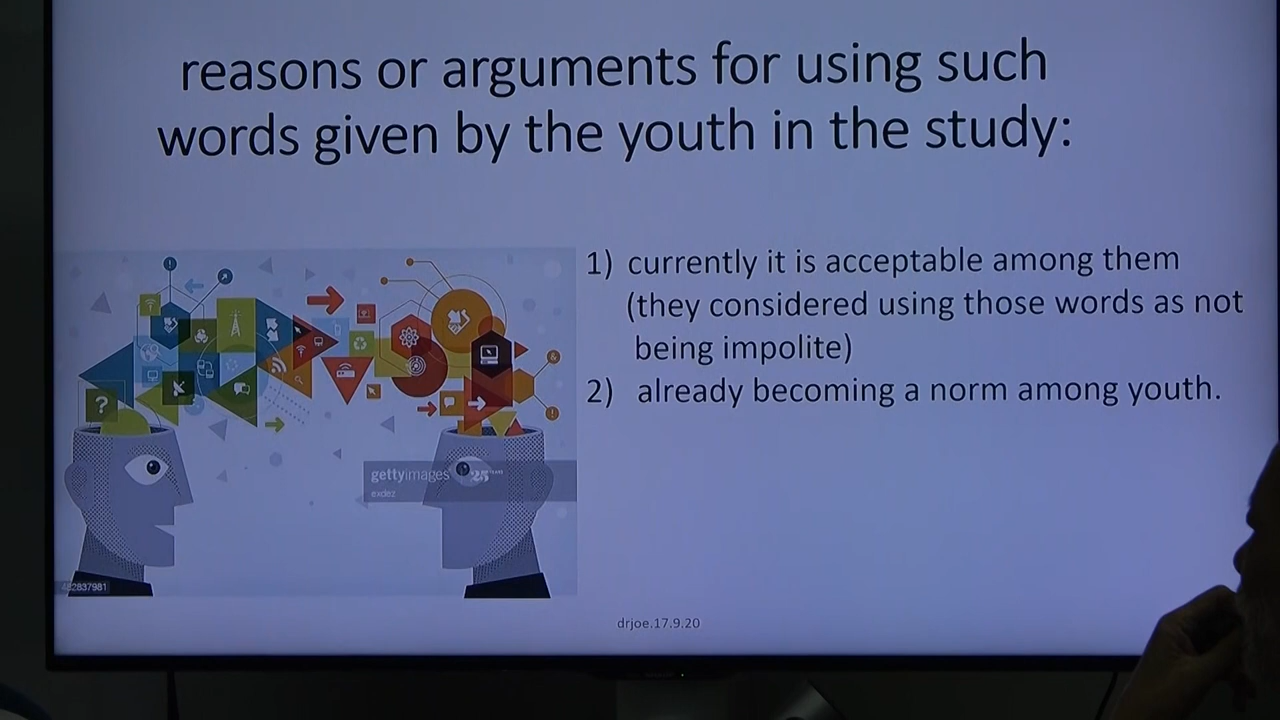 reasons or arguments for using such
words given by the youth in the study:
1) currently it is acceptable among them
(they considered using those words as not
being impolite)
2) already becoming a norm among youth.
?
&
gettyimages
exdez
drjoe.17.9.20